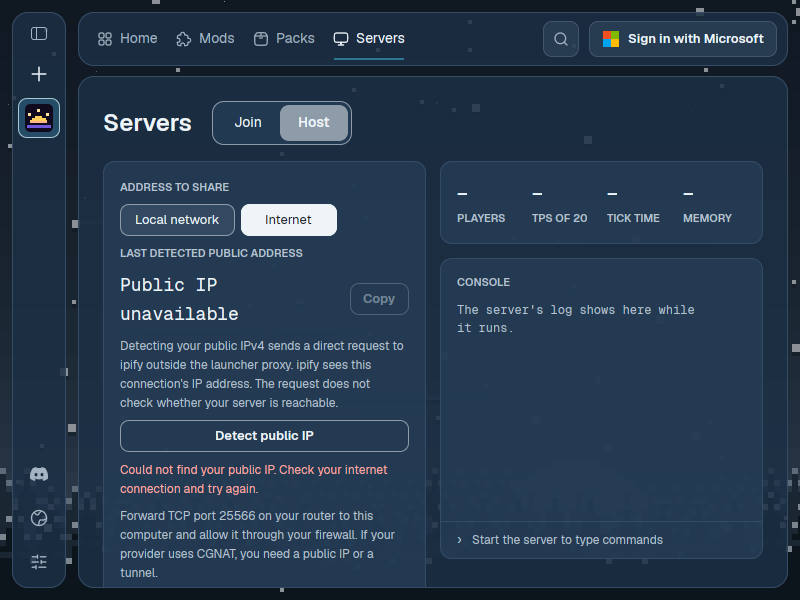 Home
Mods
Packs
Servers
Sign in with Microsoft
Servers
Join
Host
ADDRESS TO SHARE
Local network
Internet
LAST DETECTED PUBLIC ADDRESS
Public IP
unavailable
Copy
Detecting your public IPv4 sends a direct request to
ipify outside the launcher proxy. ipify sees this
connection's IP address. The request does not
check whether your server is reachable.
Detect public IP
Could not find your public IP. Check your internet
connection and try again.
Forward TCP port 25566 on your router to this
computer and allow it through your firewall. If your
provider uses CGNAT, you need a public IP or a
tunnel.
– – – –
PLAYERS TPS OF 20 TICK TIME MEMORY
CONSOLE
The server's log shows here while
it runs.
› Start the server to type commands